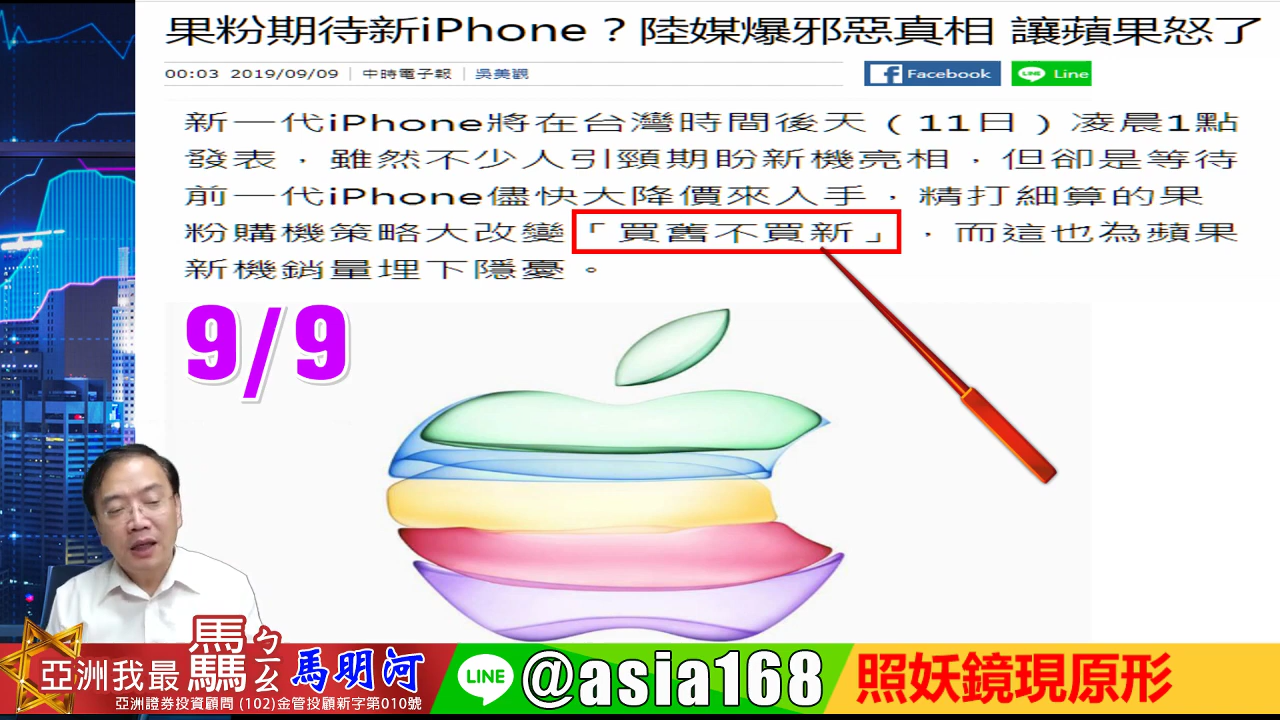 果粉期待新iPhone？陸媒爆邪惡真相 讓蘋果怒了
00:03 2019/09/09 | 中時電子報 | 吳美觀
Facebook
LINE Line
新一代iPhone將在台灣時間後天（11日）凌晨1點
發表，雖然不少人引頸期盼新機亮相，但卻是等待
前一代iPhone儘快大降價來入手，精打細算的果
粉購機策略大改變「買舊不買新」，而這也為蘋果
新機銷量埋下隱憂。
9/9
亞洲我最驫ㄅㄧㄠ 馬明河
亞洲證券投資顧問 (102)金管投顧新字第010號
LINE @asia168
照妖鏡現原形